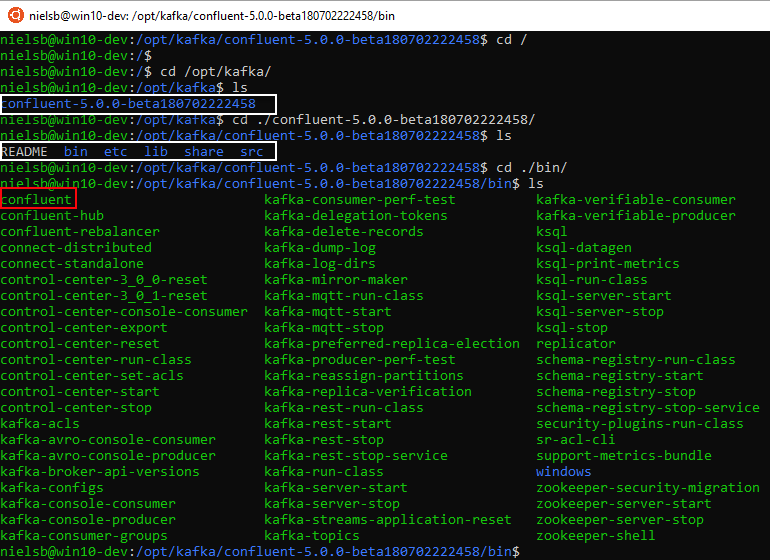 nielsb@win10-dev: /opt/kafka/confluent-5.0.0-beta180702222458/bin
nielsb@win10-dev:/opt/kafka/confluent-5.0.0-beta180702222458$ cd /
nielsb@win10-dev:/$
nielsb@win10-dev:/$ cd /opt/kafka/
nielsb@win10-dev:/opt/kafka$ ls
confluent-5.0.0-beta180702222458
nielsb@win10-dev:/opt/kafka$ cd ./confluent-5.0.0-beta180702222458/
nielsb@win10-dev:/opt/kafka/confluent-5.0.0-beta180702222458$ ls
README bin etc lib share src
nielsb@win10-dev:/opt/kafka/confluent-5.0.0-beta180702222458$ cd ./bin/
nielsb@win10-dev:/opt/kafka/confluent-5.0.0-beta180702222458/bin$ ls
confluent kafka-consumer-perf-test kafka-verifiable-consumer
confluent-hub kafka-delegation-tokens kafka-verifiable-producer
confluent-rebalancer kafka-delete-records ksql
connect-distributed kafka-dump-log ksql-datagen
connect-standalone kafka-log-dirs ksql-print-metrics
control-center-3_0_0-reset kafka-mirror-maker ksql-run-class
control-center-3_0_1-reset kafka-mqtt-run-class ksql-server-start
control-center-console-consumer kafka-mqtt-start ksql-server-stop
control-center-export kafka-mqtt-stop ksql-stop
control-center-reset kafka-preferred-replica-election replicator
control-center-run-class kafka-producer-perf-test schema-registry-run-class
control-center-set-acls kafka-reassign-partitions schema-registry-start
control-center-start kafka-replica-verification schema-registry-stop
control-center-stop kafka-rest-run-class schema-registry-stop-service
kafka-acls kafka-rest-start security-plugins-run-class
kafka-avro-console-consumer kafka-rest-stop sr-acl-cli
kafka-avro-console-producer kafka-rest-stop-service support-metrics-bundle
kafka-broker-api-versions kafka-run-class windows
kafka-configs kafka-server-start zookeeper-security-migration
kafka-console-consumer kafka-server-stop zookeeper-server-start
kafka-console-producer kafka-streams-application-reset zookeeper-server-stop
kafka-consumer-groups kafka-topics zookeeper-shell
nielsb@win10-dev:/opt/kafka/confluent-5.0.0-beta180702222458/bin$